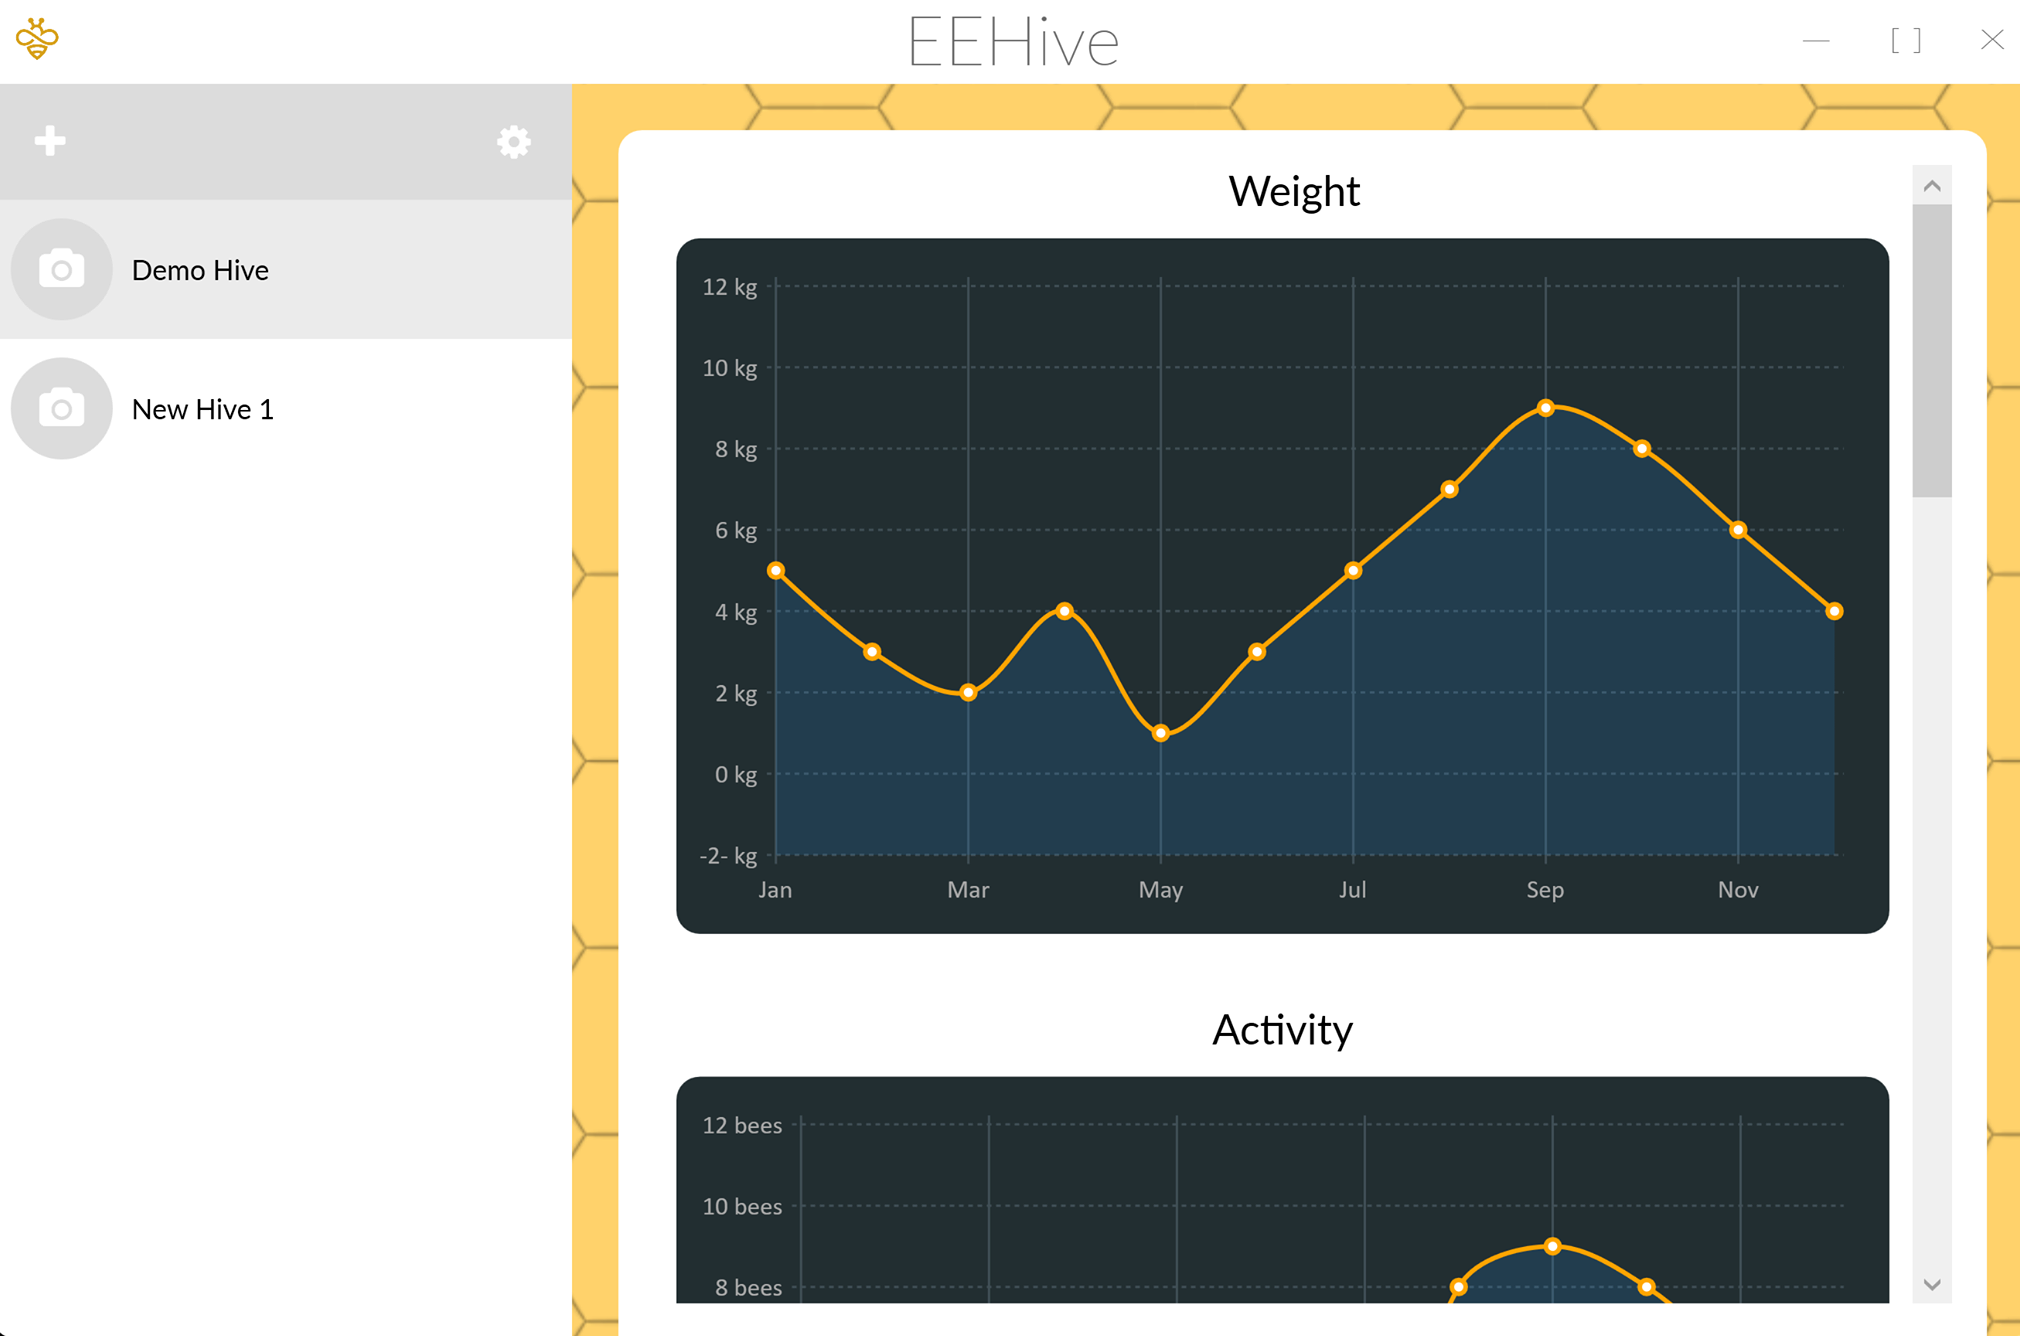 EEHive
Demo Hive
New Hive 1
Weight
12 kg
10 kg
8 kg
6 kg
4 kg
2 kg
0 kg
-2- kg
Jan Mar May Jul Sep Nov
Activity
12 bees
10 bees
8 bees